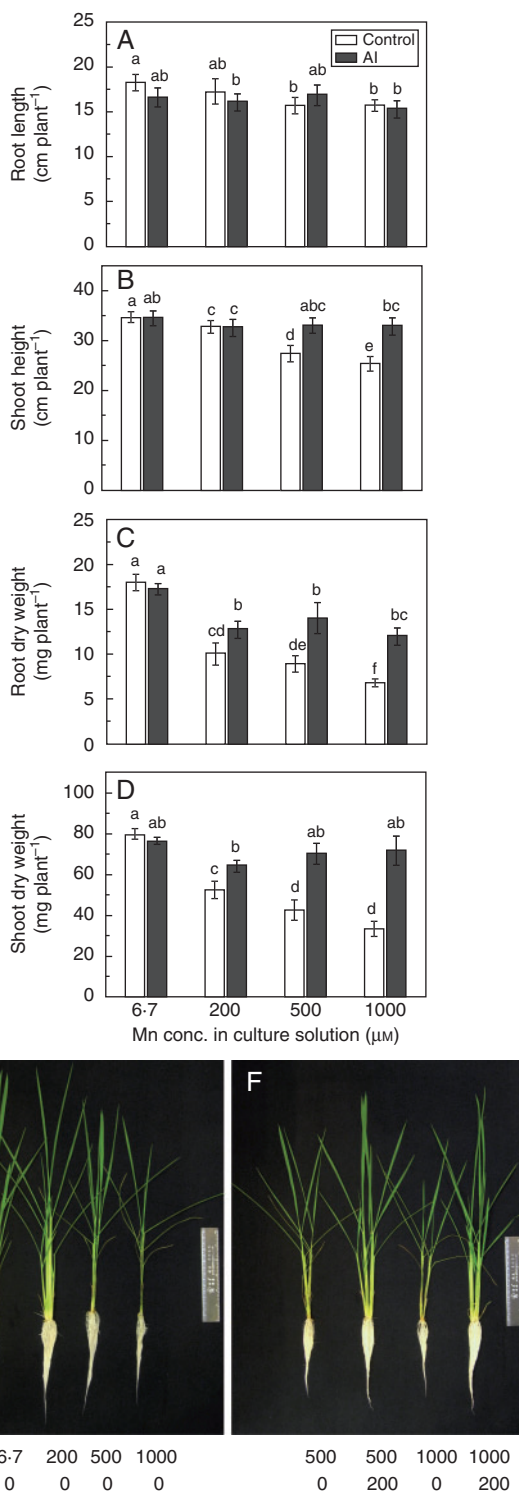 A
Control
Al
25
20
15
10
5
0
Root length
(cm plant⁻¹)
a ab ab b b ab b b
B
40
30
20
10
0
Shoot height
(cm plant⁻¹)
a ab c c d abc e bc
C
25
20
15
10
5
0
Root dry weight
(mg plant⁻¹)
a a cd b de b f bc
D
100
80
60
40
20
0
Shoot dry weight
(mg plant⁻¹)
a ab c b d ab d ab
6·7 200 500 1000
Mn conc. in culture solution (μM)
F
6·7 200 500 1000
0 0 0 0
500 500 1000 1000
0 200 0 200